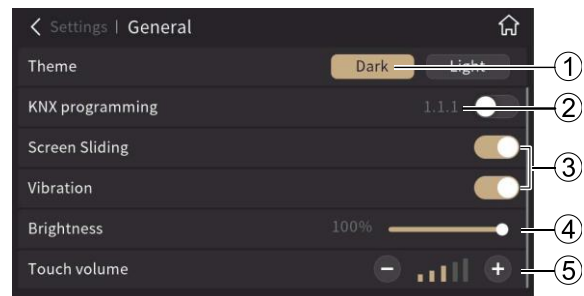 Settings | General
Theme Dark Light 1
KNX programming 1.1.1 2
Screen Sliding
3
Vibration
Brightness 100% 4
Touch volume − + 5